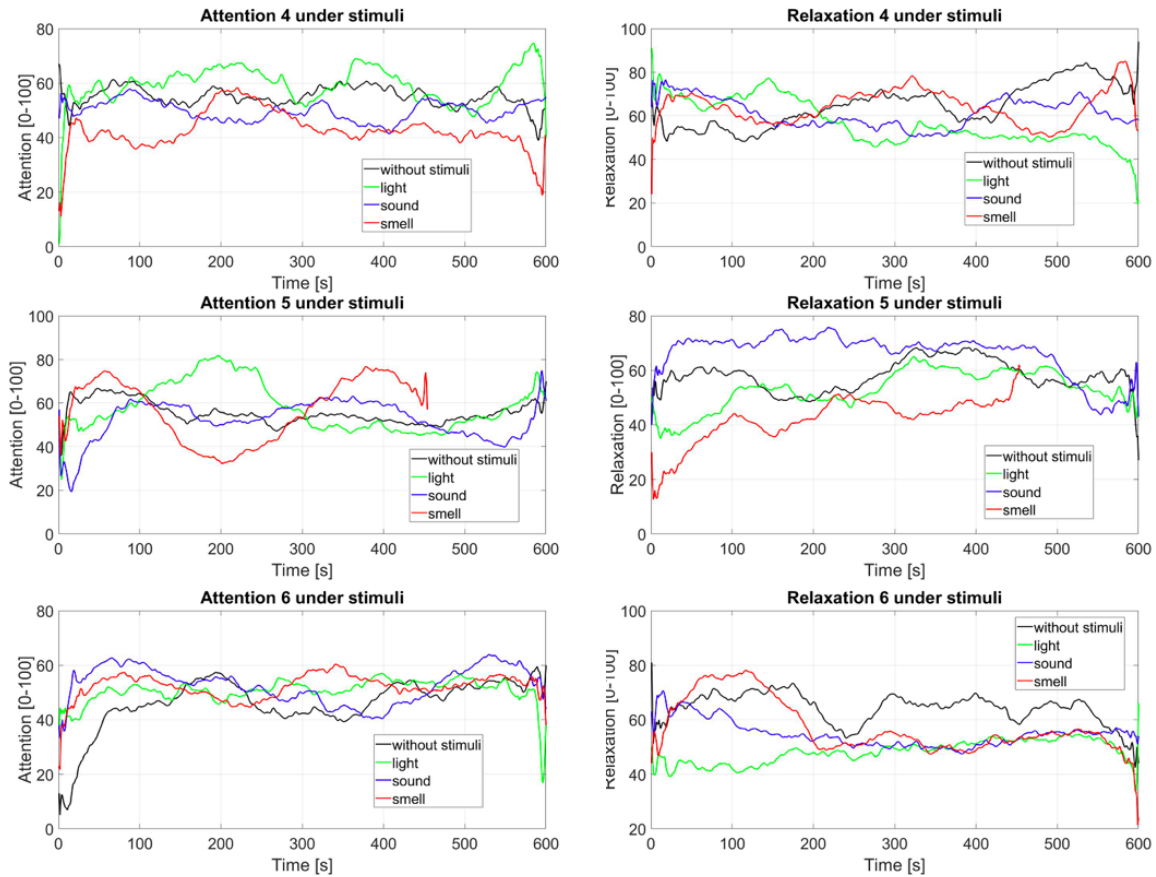 Attention 4 under stimuli
Attention [0-100]
80
60
40
20
0
without stimuli
light
sound
smell
0 100 200 300 400 500 600
Time [s]
Relaxation 4 under stimuli
Relaxation [0-100]
100
80
60
40
20
0
without stimuli
light
sound
smell
0 100 200 300 400 500 600
Time [s]
Attention 5 under stimuli
Attention [0-100]
100
80
60
40
20
0
without stimuli
light
sound
smell
0 100 200 300 400 500 600
Time [s]
Relaxation 5 under stimuli
Relaxation [0-100]
80
60
40
20
0
without stimuli
light
sound
smell
0 100 200 300 400 500 600
Time [s]
Attention 6 under stimuli
Attention [0-100]
80
60
40
20
0
without stimuli
light
sound
smell
0 100 200 300 400 500 600
Time [s]
Relaxation 6 under stimuli
Relaxation [0-100]
100
80
60
40
20
without stimuli
light
sound
smell
0 100 200 300 400 500 600
Time [s]